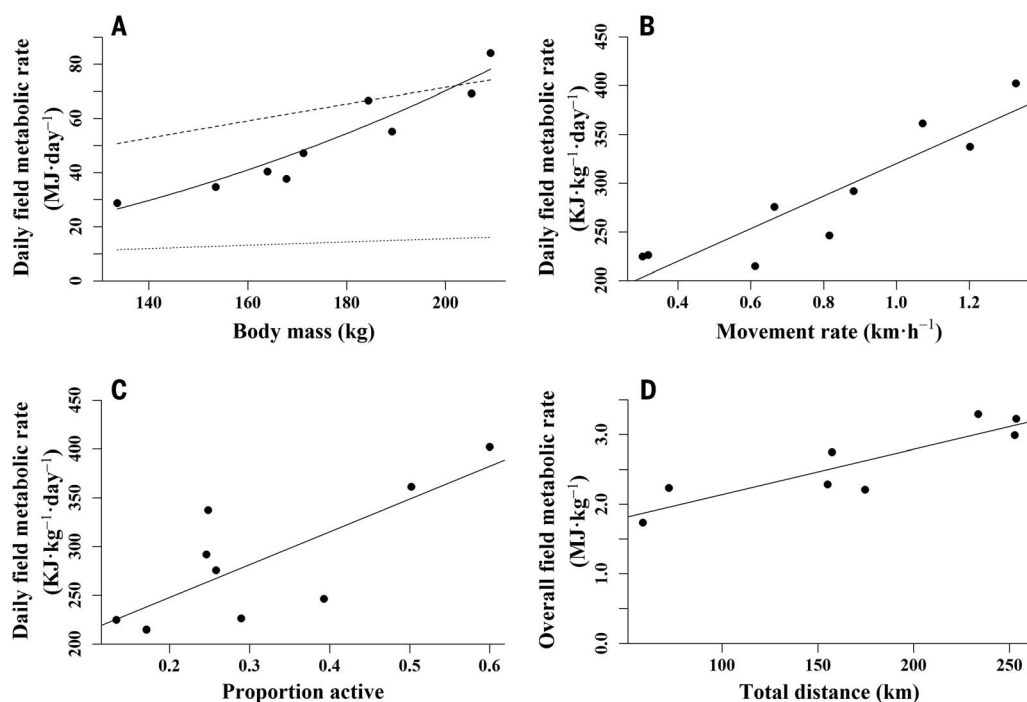 A
Daily field metabolic rate
(MJ·day⁻¹)
0 20 40 60 80
140 160 180 200
Body mass (kg)
B
Daily field metabolic rate
(KJ·kg⁻¹·day⁻¹)
200 250 300 350 400 450
0.4 0.6 0.8 1.0 1.2
Movement rate (km·h⁻¹)
C
Daily field metabolic rate
(KJ·kg⁻¹·day⁻¹)
200 250 300 350 400 450
0.2 0.3 0.4 0.5 0.6
Proportion active
D
Overall field metabolic rate
(MJ·kg⁻¹)
0.0 1.0 2.0 3.0
100 150 200 250
Total distance (km)